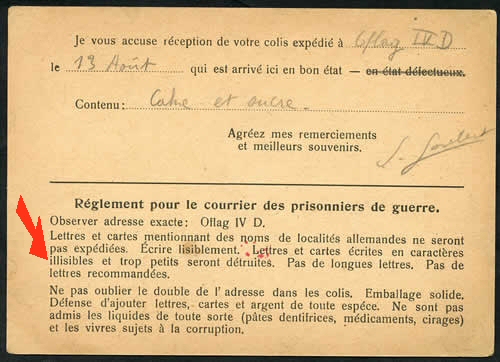 Je vous accuse réception de votre colis expédié à Oflag IV D
le 13 Août qui est arrivé ici en bon état — en état défectueux.
Contenu: et sucre.
Agréez mes remerciements
et meilleurs souvenirs.
Réglement pour le courrier des prisonniers de guerre.
Observer adresse exacte: Oflag IV D.
Lettres et cartes mentionnant des noms de localités allemandes ne seront
pas expédiées. Écrire lisiblement. Lettres et cartes écrites en caractères
illisibles et trop petits seront détruites. Pas de longues lettres. Pas de
lettres recommandées.
Ne pas oublier le double de l'adresse dans les colis. Emballage solide.
Défense d'ajouter lettres, cartes et argent de toute espéce. Ne sont pas
admis les liquides de toute sorte (pâtes dentifrices, médicaments, cirages)
et les vivres sujets à la corruption.